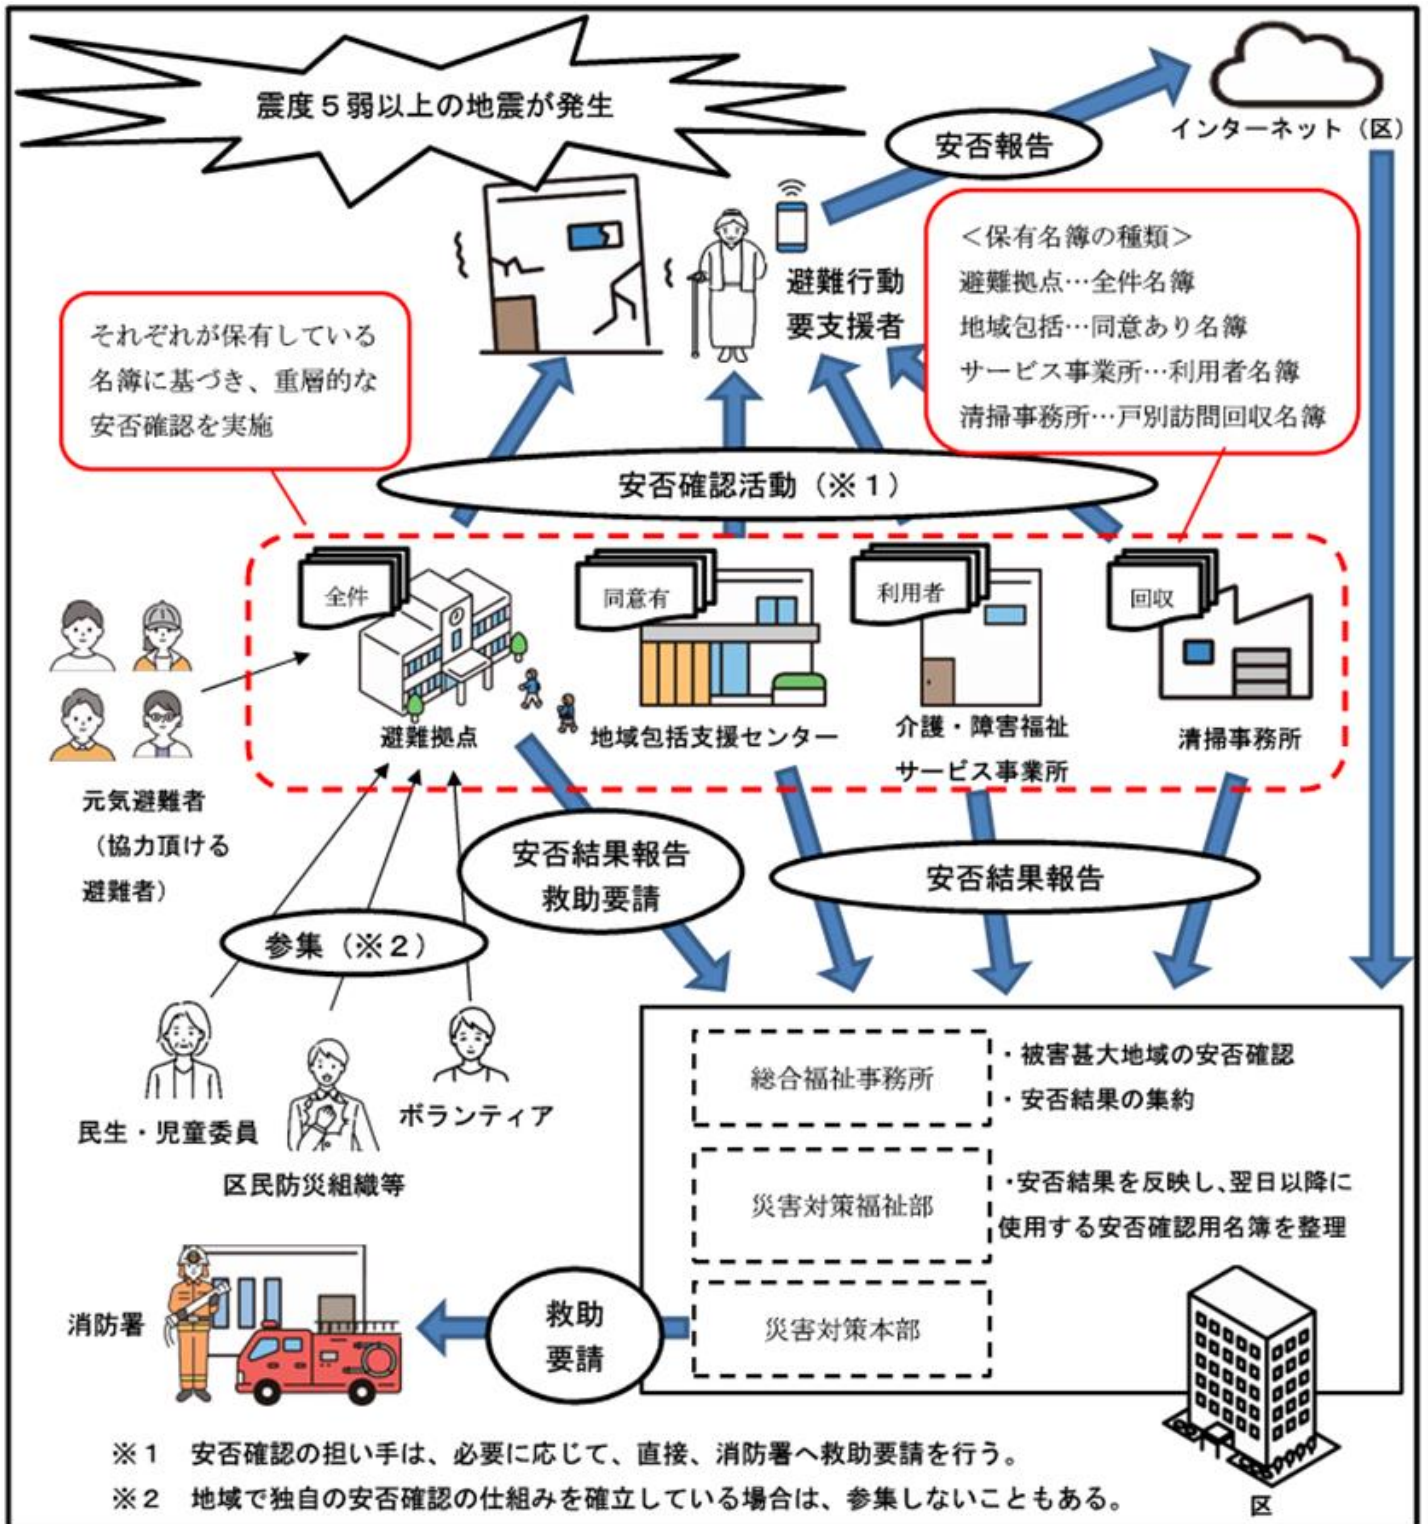 震度５弱以上の地震が発生
インターネット（区）
安否報告
避難行動
要支援者
＜保有名簿の種類＞
避難拠点…全件名簿
地域包括…同意あり名簿
サービス事業所…利用者名簿
清掃事務所…戸別訪問回収名簿
それぞれが保有している
名簿に基づき、重層的な
安否確認を実施
安否確認活動（※１）
全件
同意有
利用者
回収
避難拠点
地域包括支援センター
介護・障害福祉
サービス事業所
清掃事務所
元気避難者
（協力頂ける
避難者）
安否結果報告
救助要請
安否結果報告
参集（※２）
民生・児童委員
区民防災組織等
ボランティア
総合福祉事務所
・被害甚大地域の安否確認
・安否結果の集約
災害対策福祉部
・安否結果を反映し、翌日以降に
使用する安否確認用名簿を整理
災害対策本部
救助
要請
消防署
区
※１　安否確認の担い手は、必要に応じて、直接、消防署へ救助要請を行う。
※２　地域で独自の安否確認の仕組みを確立している場合は、参集しないこともある。